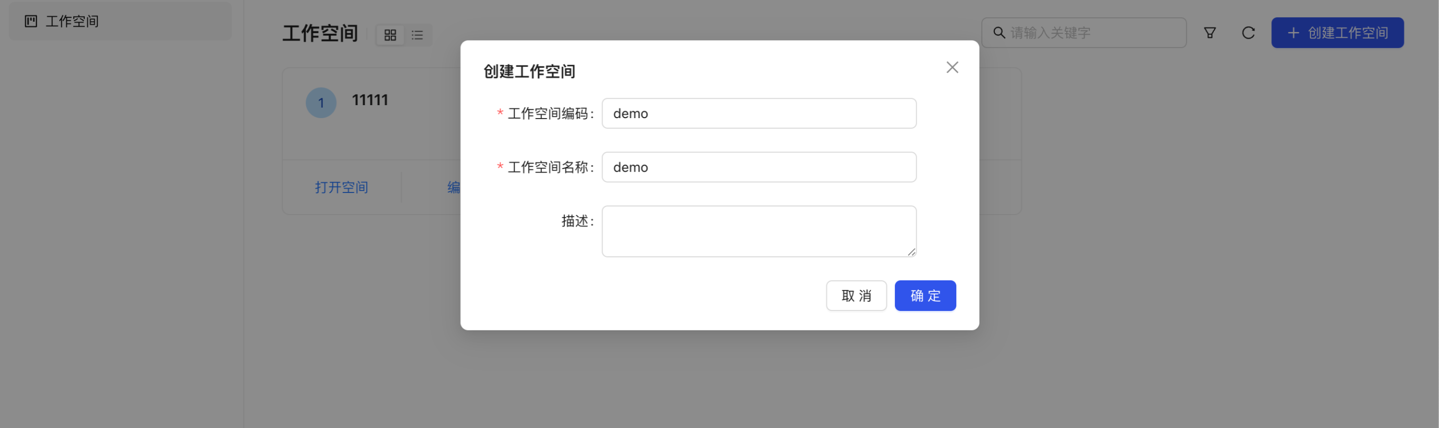 工作空间
工作空间
请输入关键字
+ 创建工作空间
1
11111
打开空间
编
创建工作空间
* 工作空间编码:
demo
* 工作空间名称:
demo
描述:
取 消
确 定